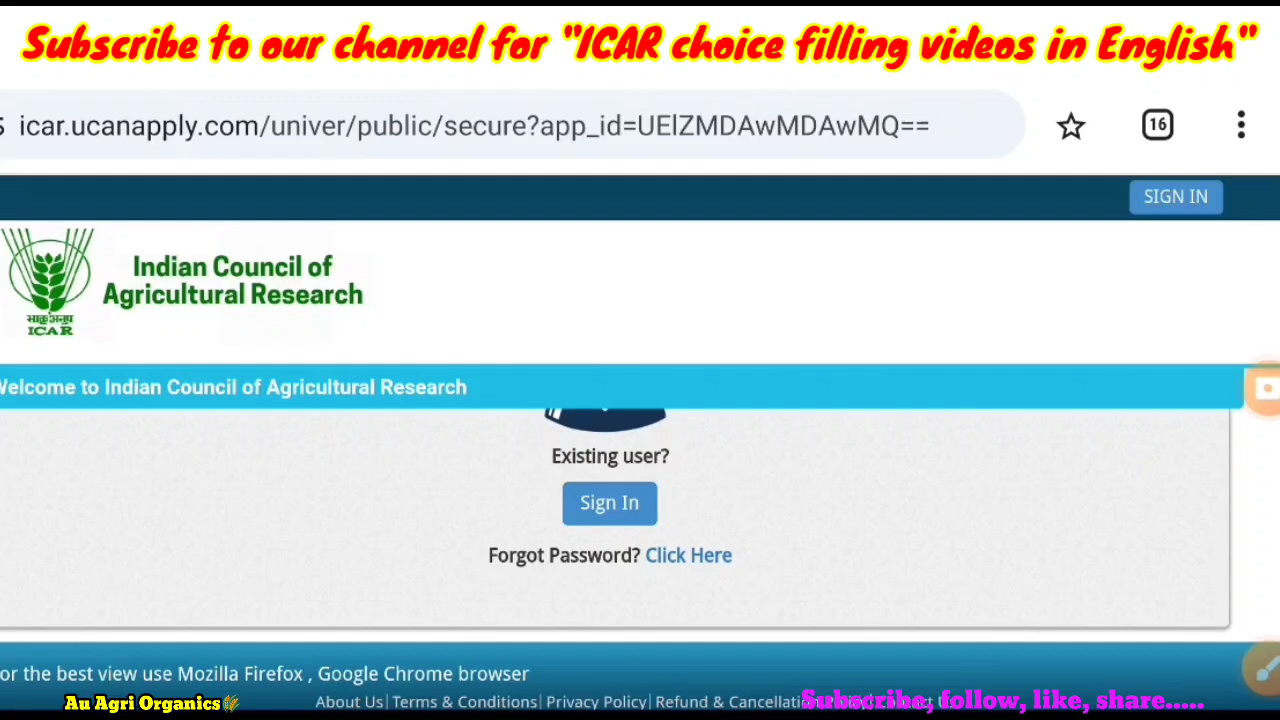 Subscribe to our channel for "ICAR choice filling videos in English"
icar.ucanapply.com/univer/public/secure?app_id=UElZMDAwMDAwMQ==
16
SIGN IN
Indian Council of
Agricultural Research
भाकृअनुप
ICAR
Welcome to Indian Council of Agricultural Research
Existing user?
Sign In
Forgot Password? Click Here
or the best view use Mozilla Firefox , Google Chrome browser
Au Agri Organics
About Us| Terms & Conditions| Privacy Policy| Refund & Cancellati
Subscribe, follow, like, share.....